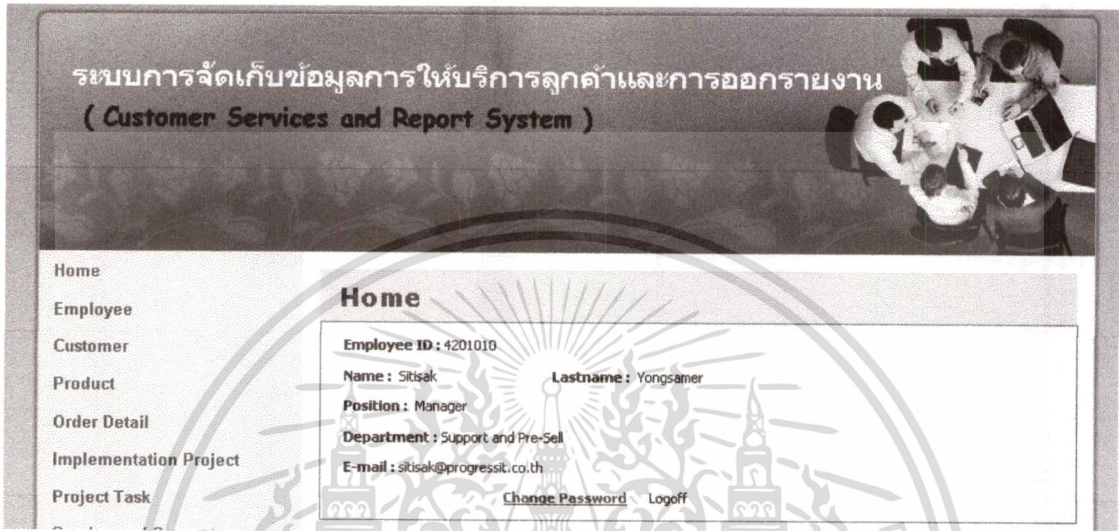 ระบบการจัดเก็บข้อมูลการให้บริการลูกค้าและการออกรายงาน
( Customer Services and Report System )
Home
Employee
Customer
Product
Order Detail
Implementation Project
Project Task
Home
Employee ID : 4201010
Name : Sitisak Lastname : Yongsamer
Position : Manager
Department : Support and Pre-Sell
E-mail : sitisak@progressit.co.th
Change Password Logoff